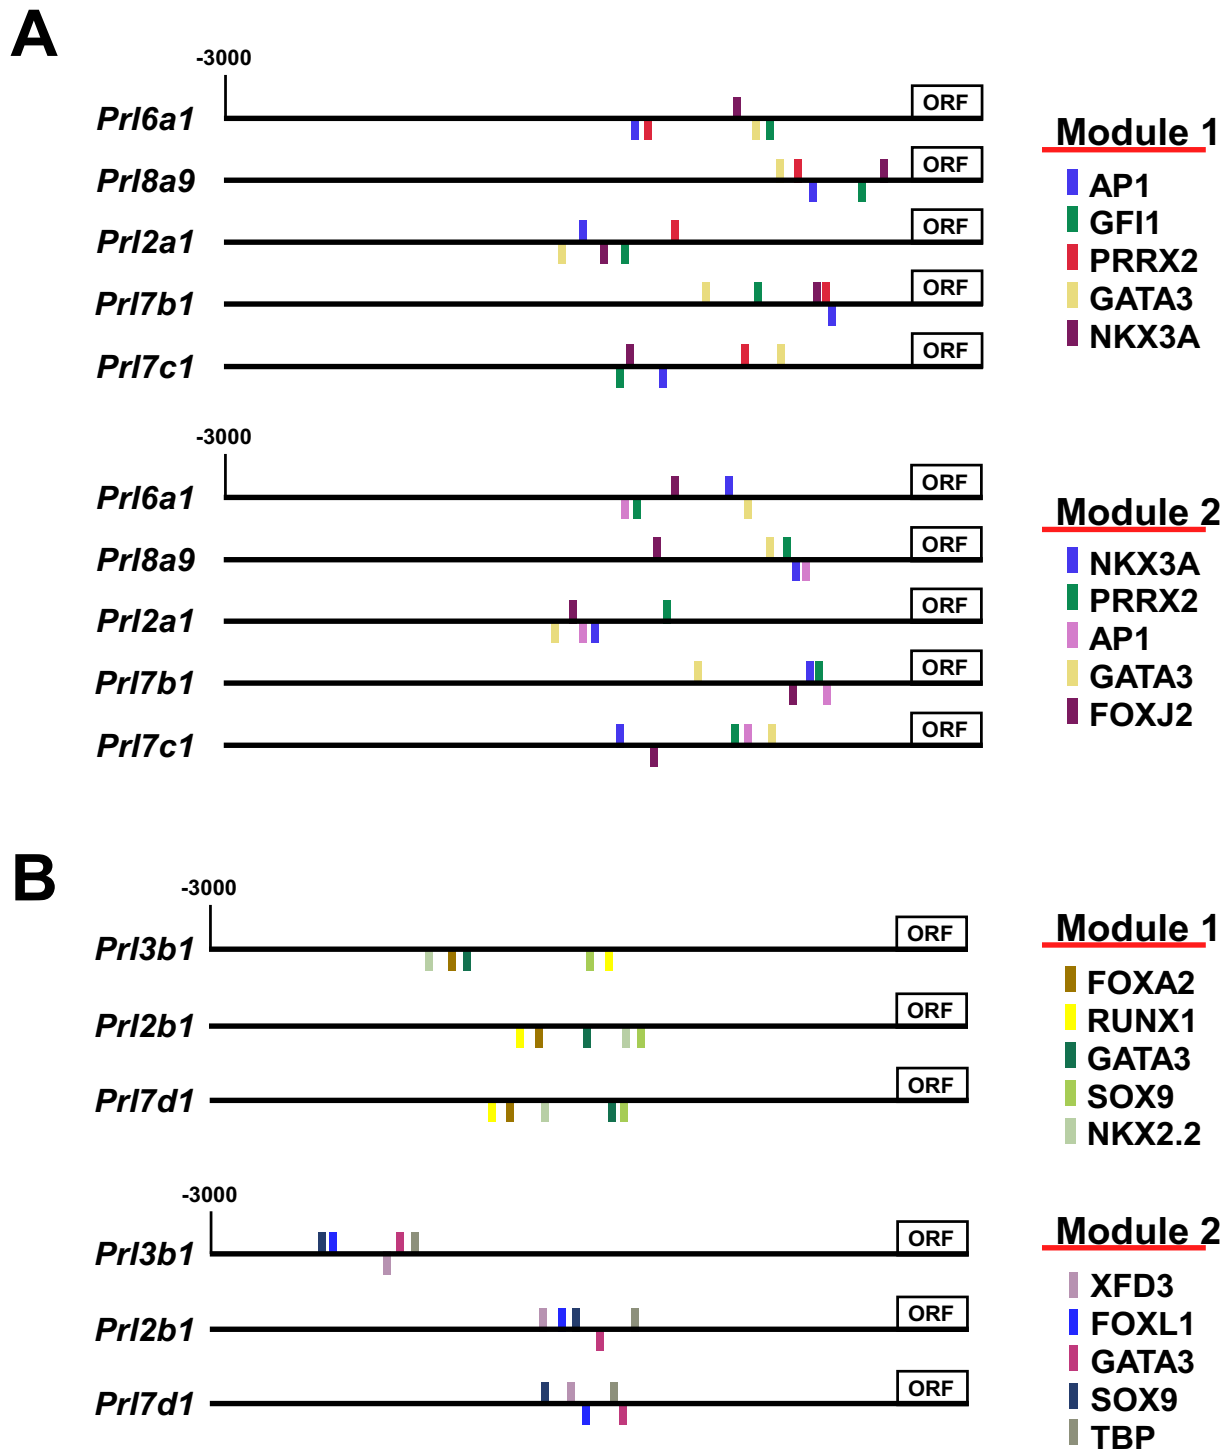 A
-3000
Prl6a1 ORF
Prl8a9 ORF
Prl2a1 ORF
Prl7b1 ORF
Prl7c1 ORF
Module 1
AP1
GFI1
PRRX2
GATA3
NKX3A
-3000
Prl6a1 ORF
Prl8a9 ORF
Prl2a1 ORF
Prl7b1 ORF
Prl7c1 ORF
Module 2
NKX3A
PRRX2
AP1
GATA3
FOXJ2
B
-3000
Prl3b1 ORF
Prl2b1 ORF
Prl7d1 ORF
Module 1
FOXA2
RUNX1
GATA3
SOX9
NKX2.2
-3000
Prl3b1 ORF
Prl2b1 ORF
Prl7d1 ORF
Module 2
XFD3
FOXL1
GATA3
SOX9
TBP